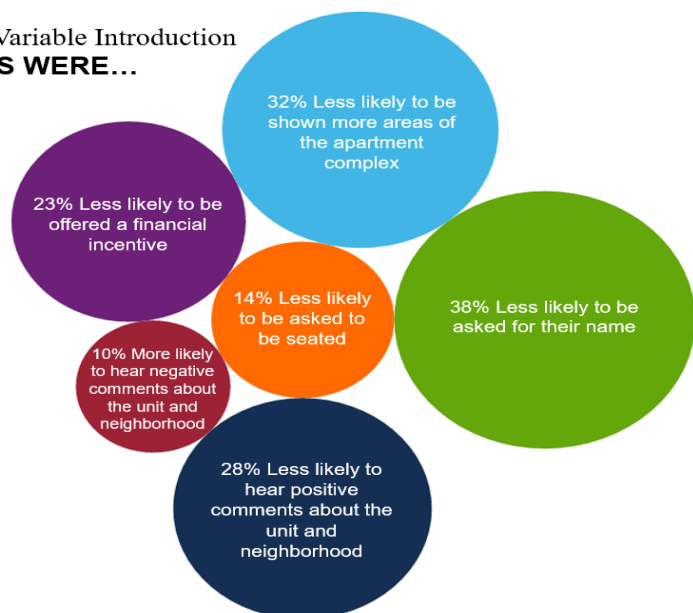 Variable Introduction
S WERE…
32% Less likely to be
shown more areas of
the apartment
complex
23% Less likely to be
offered a financial
incentive
14% Less likely
to be asked to
be seated
38% Less likely to be
asked for their name
10% More likely
to hear negative
comments about
the unit and
neighborhood
28% Less likely to
hear positive
comments about the
unit and
neighborhood